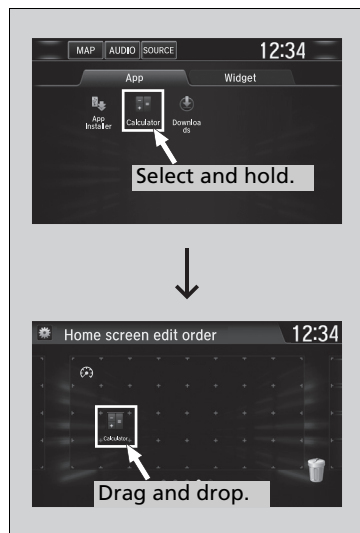 MAP AUDIO SOURCE 12:34
App Widget
App
Installer
Calculator
Downloa
ds
Select and hold.
Home screen edit order 12:34
Calculator
Drag and drop.